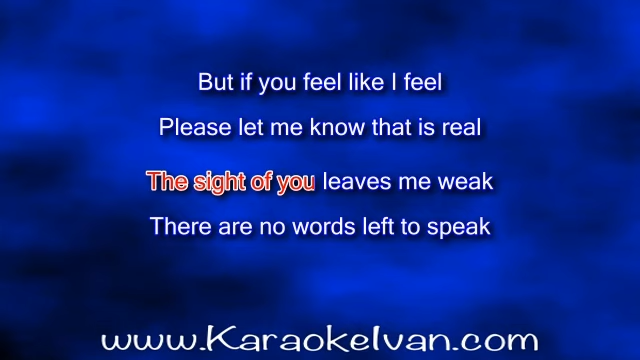 But if you feel like I feel
Please let me know that is real
The sight of you leaves me weak
There are no words left to speak
www.KaraokeIvan.com